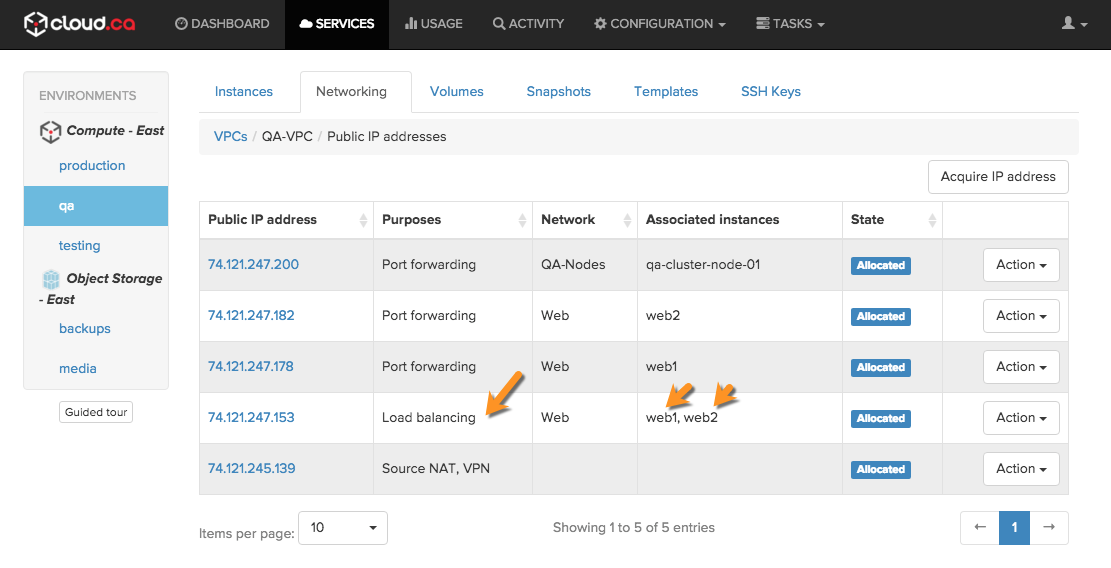 cloud.ca DASHBOARD SERVICES USAGE ACTIVITY CONFIGURATION TASKS
ENVIRONMENTS
Compute - East
production
qa
testing
Object Storage
- East
backups
media
Guided tour
Instances Networking Volumes Snapshots Templates SSH Keys
VPCs / QA-VPC / Public IP addresses
Acquire IP address
Public IP address Purposes Network Associated instances State
74.121.247.200 Port forwarding QA-Nodes qa-cluster-node-01 Allocated Action
74.121.247.182 Port forwarding Web web2 Allocated Action
74.121.247.178 Port forwarding Web web1 Allocated Action
74.121.247.153 Load balancing Web web1, web2 Allocated Action
74.121.245.139 Source NAT, VPN Allocated Action
Items per page: 10 Showing 1 to 5 of 5 entries ← 1 →